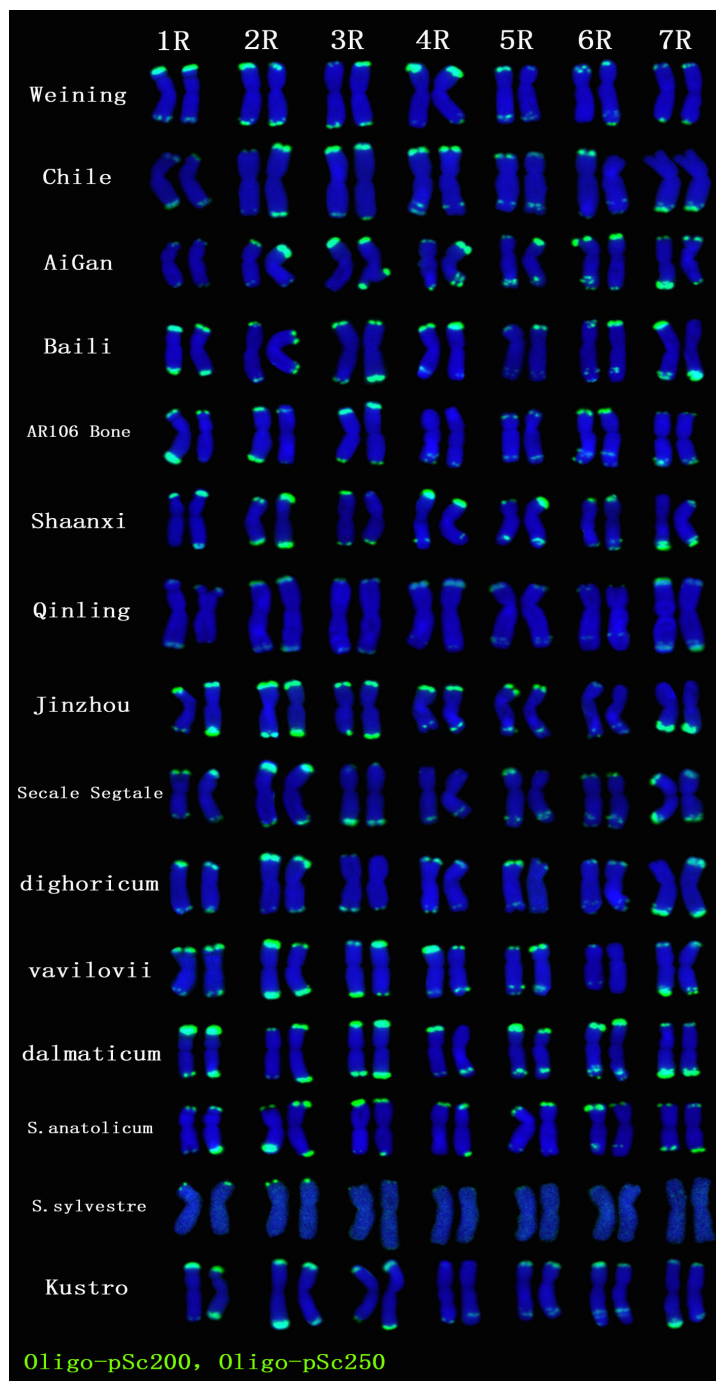 1R 2R 3R 4R 5R 6R 7R
Weining
Chile
AiGan
Baili
AR106 Bone
Shaanxi
Qinling
Jinzhou
Secale Segtale
dighoricum
vavilovii
dalmaticum
S.anatolicum
S.sylvestre
Kustro
Oligo-pSc200, Oligo-pSc250